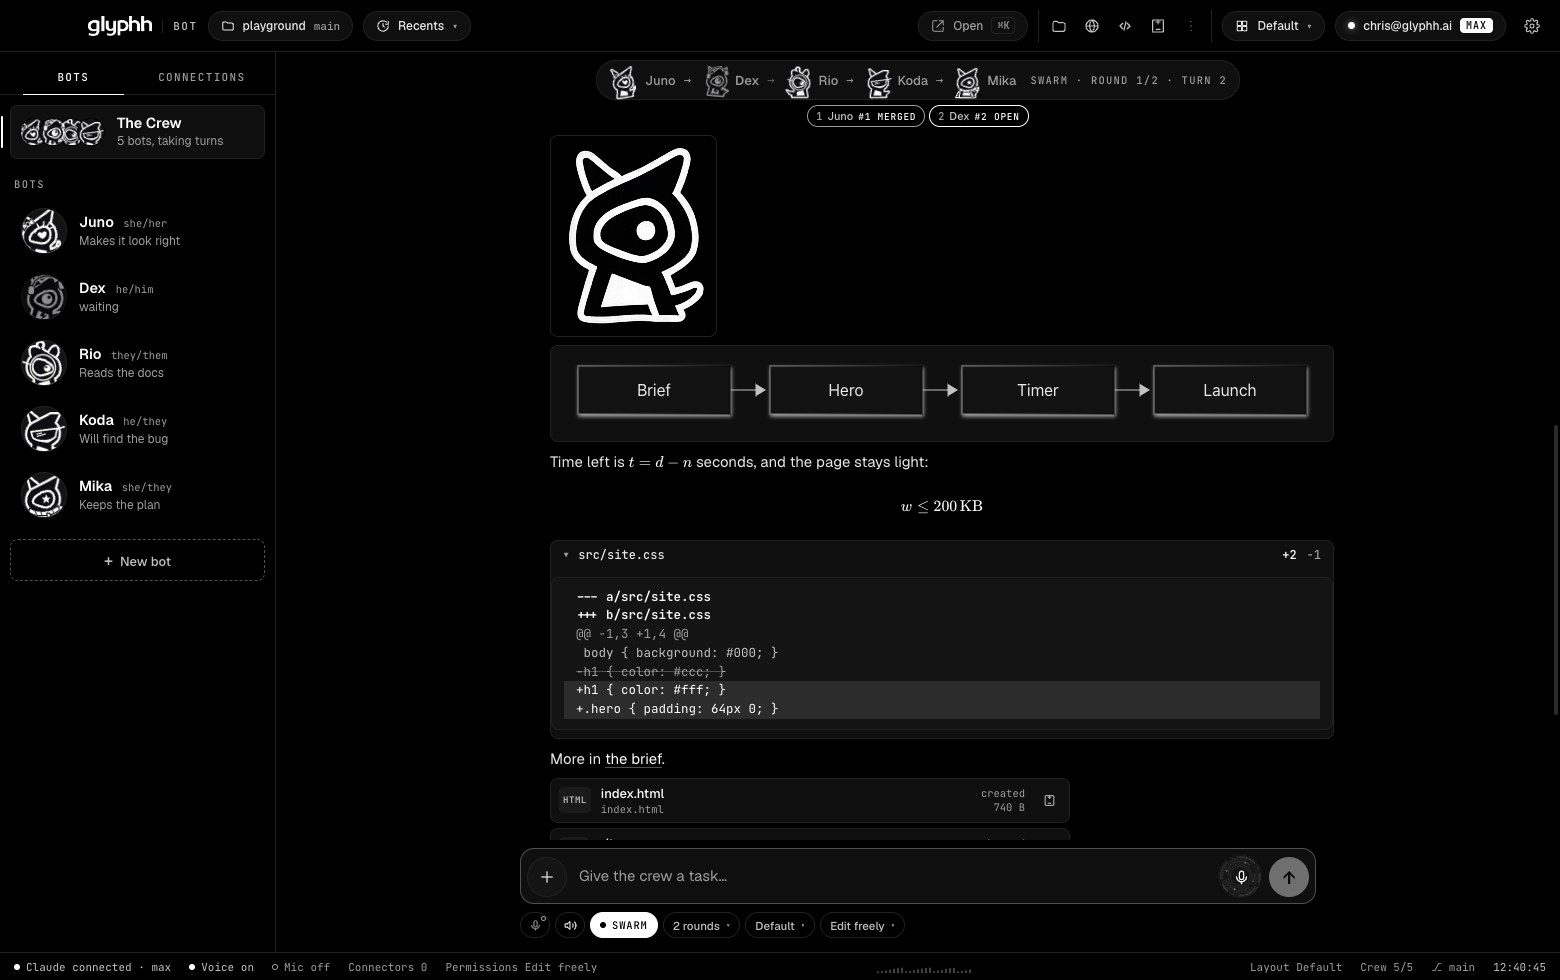 glyphh BOT playground main Recents Open ⌘K Default chris@glyphh.ai MAX
BOTS CONNECTIONS
The Crew
5 bots, taking turns
BOTS
Juno she/her
Makes it look right
Dex he/him
waiting
Rio they/them
Reads the docs
Koda he/they
Will find the bug
Mika she/they
Keeps the plan
+ New bot
Juno → Dex → Rio → Koda → Mika SWARM · ROUND 1/2 · TURN 2
1 Juno #1 MERGED 2 Dex #2 OPEN
Brief Hero Timer Launch
Time left is t = d − n seconds, and the page stays light:
w ≤ 200 KB
src/site.css +2 -1
--- a/src/site.css
+++ b/src/site.css
@@ -1,3 +1,4 @@
body { background: #000; }
-h1 { color: #ccc; }
+h1 { color: #fff; }
+.hero { padding: 64px 0; }
More in the brief.
HTML index.html created
index.html 740 B
Give the crew a task…
SWARM 2 rounds Default Edit freely
Claude connected · max Voice on Mic off Connectors 0 Permissions Edit freely Layout Default Crew 5/5 main 12:40:45